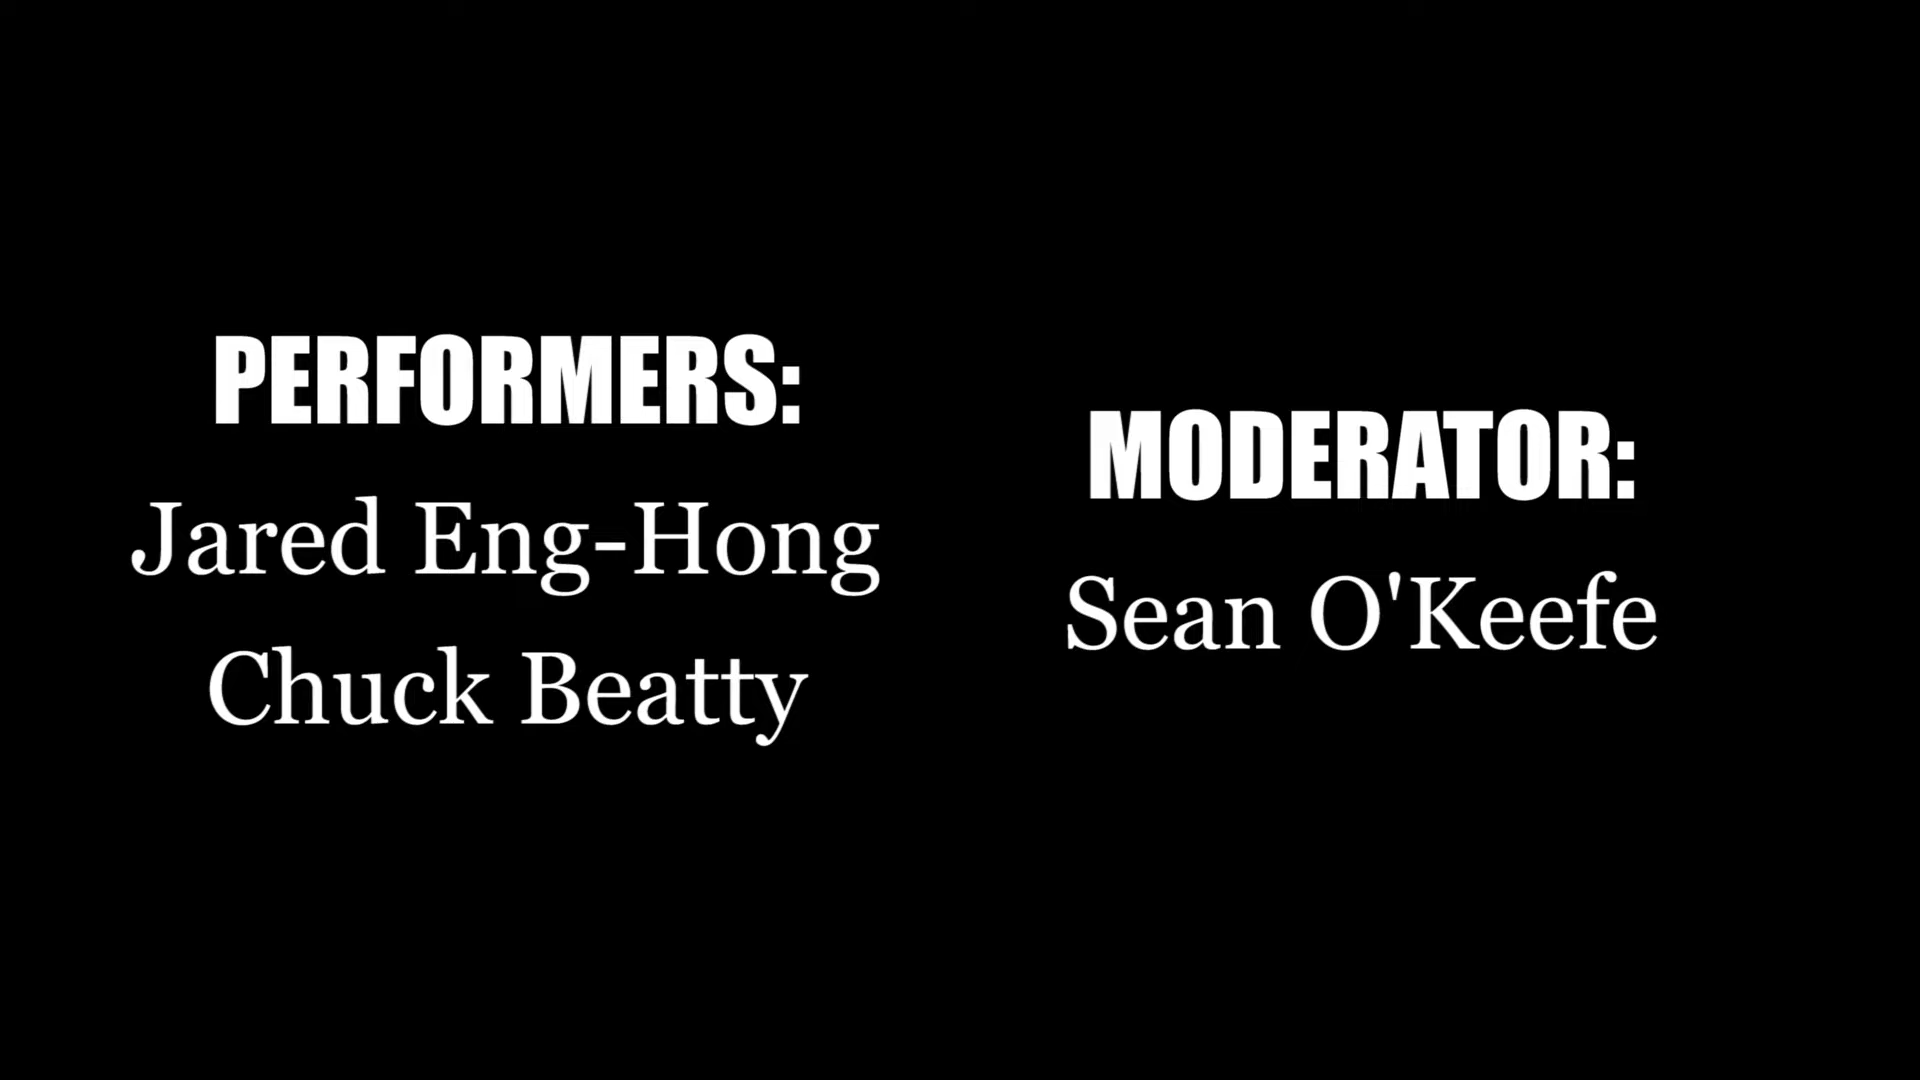 PERFORMERS:
Jared Eng-Hong
Chuck Beatty
MODERATOR:
Sean O'Keefe